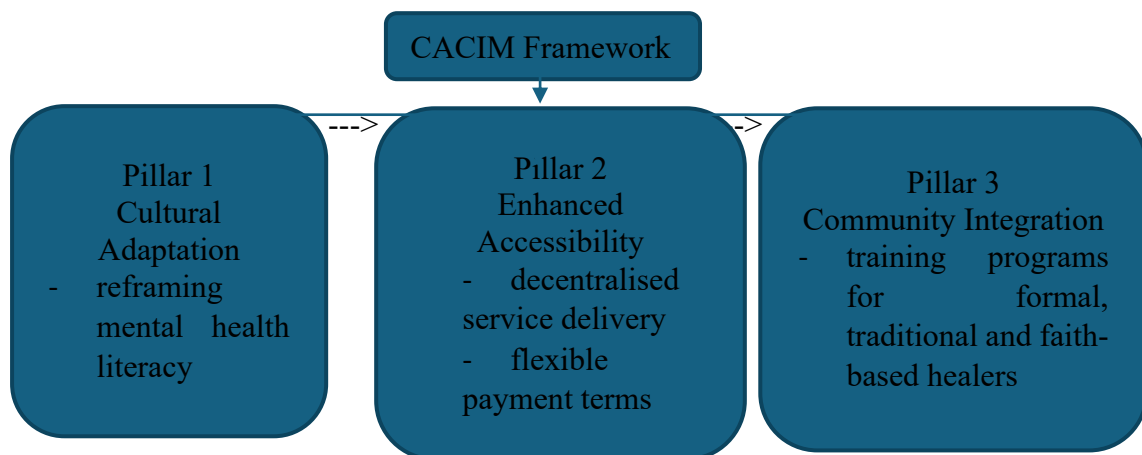 CACIM Framework
--->
->
Pillar 1
Cultural
Adaptation
- reframing
mental health
literacy
Pıllar 2
Enhanced
Accessibility
- decentralised
service delivery
- flexible
payment terms
Pillar 3
Community Integration
- training programs
for formal,
traditional and faith-
based healers